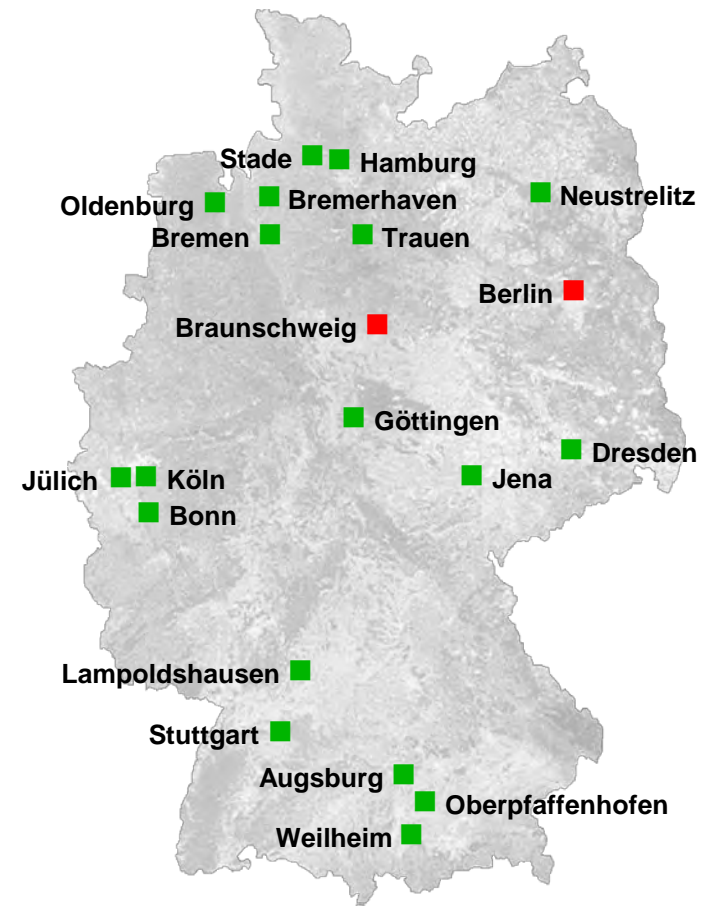 Stade
Hamburg
Oldenburg
Bremerhaven
Neustrelitz
Bremen
Trauen
Berlin
Braunschweig
Göttingen
Dresden
Jülich
Köln
Jena
Bonn
Lampoldshausen
Stuttgart
Augsburg
Oberpfaffenhofen
Weilheim